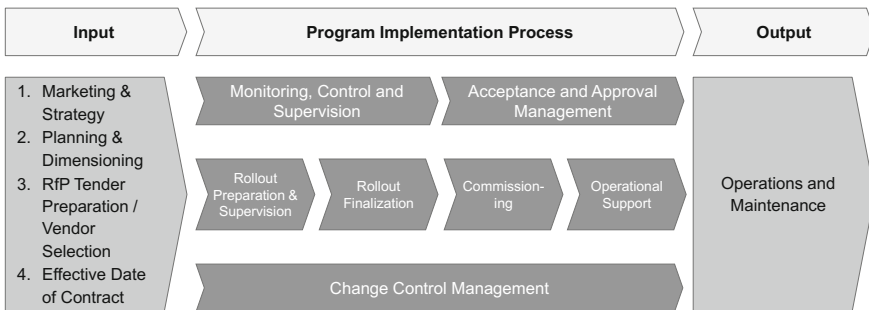 Input
Program Implementation Process
Output
1. Marketing &
Strategy
2. Planning &
Dimensioning
3. RfP Tender
Preparation /
Vendor
Selection
4. Effective Date
of Contract
Monitoring, Control and
Supervision
Acceptance and Approval
Management
Rollout
Preparation &
Supervision
Rollout
Finalization
Commission-
ing
Operational
Support
Change Control Management
Operations and
Maintenance